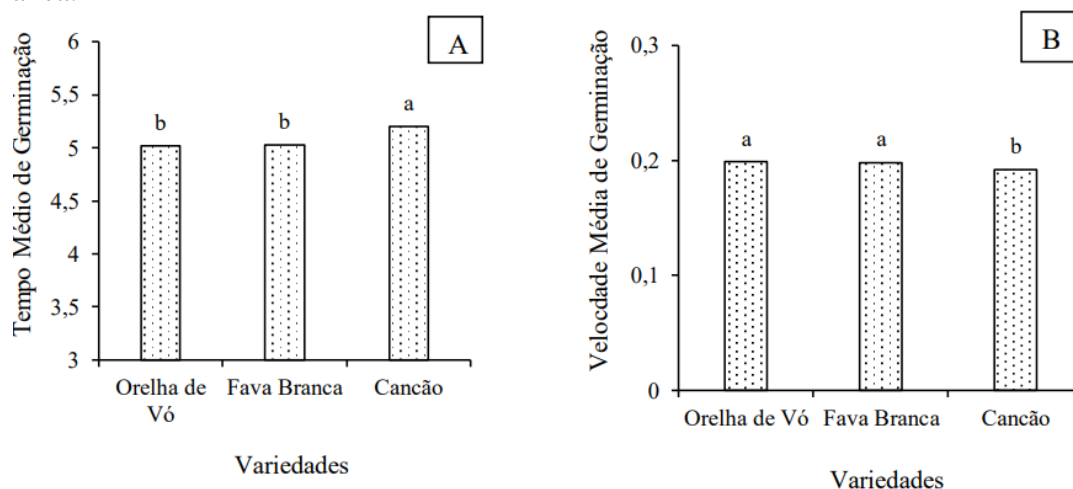 A
Tempo Médio de Germinação
6
5,5
5
4,5
4
3,5
3
b
b
a
Orelha de
Vó
Fava Branca
Cancão
Variedades
B
Velocdade Média de Germinação
0,3
0,2
0,1
0
a
a
b
Orelha de Vó
Fava Branca
Cancão
Variedades